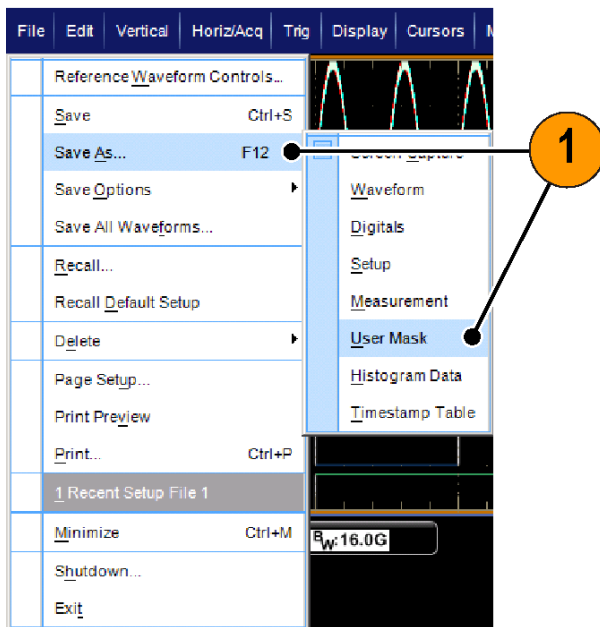 File Edit Vertical Horiz/Acq Trig Display Cursors
Reference Waveform Controls...
Save Ctrl+S
Save As... F12
Save Options
Save All Waveforms...
Recall...
Recall Default Setup
Delete
Page Setup...
Print Preview
Print... Ctrl+P
1 Recent Setup File 1
Minimize Ctrl+M
Shutdown...
Exit
Screen Capture
Waveform
Digitals
Setup
Measurement
User Mask
Histogram Data
Timestamp Table
1
BW:16.0G